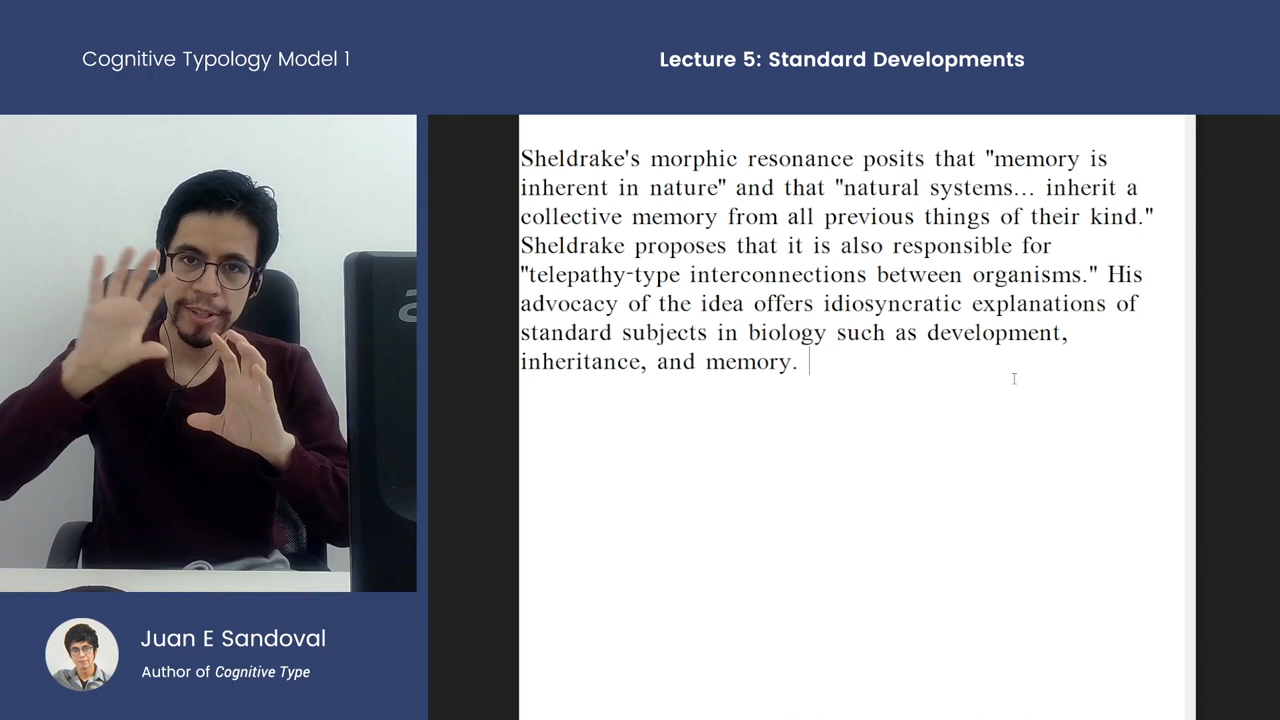 Cognitive Typology Model 1
Lecture 5: Standard Developments
Sheldrake's morphic resonance posits that "memory is
inherent in nature" and that "natural systems... inherit a
collective memory from all previous things of their kind."
Sheldrake proposes that it is also responsible for
"telepathy-type interconnections between organisms." His
advocacy of the idea offers idiosyncratic explanations of
standard subjects in biology such as development,
inheritance, and memory.
Juan E Sandoval
Author of Cognitive Type